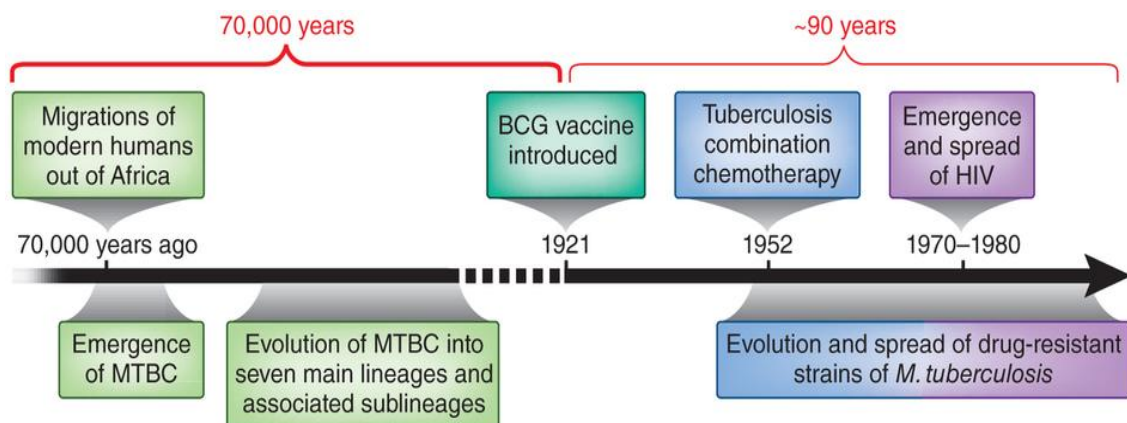 70,000 years
~90 years
Migrations of
modern humans
out of Africa
BCG vaccine
introduced
Tuberculosis
combination
chemotherapy
Emergence
and spread
of HIV
70,000 years ago
1921
1952
1970–1980
Emergence
of MTBC
Evolution of MTBC into
seven main lineages and
associated sublineages
Evolution and spread of drug-resistant
strains of M. tuberculosis